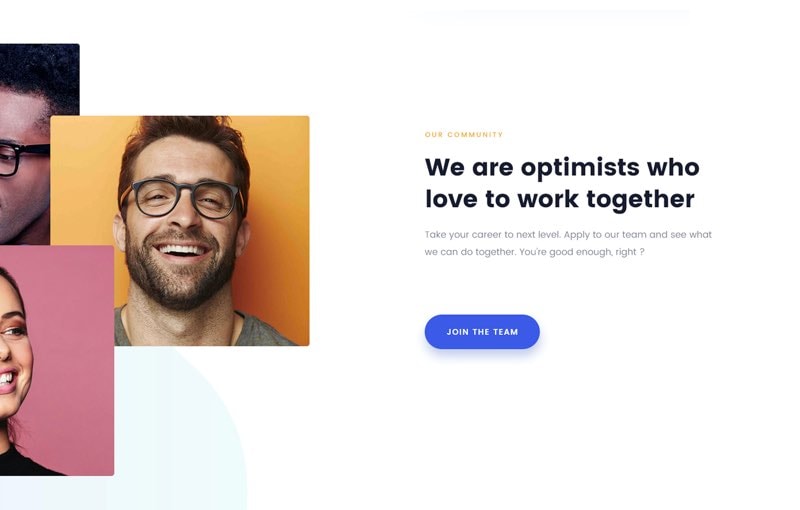 OUR COMMUNITY
We are optimists who
love to work together
Take your career to next level. Apply to our team and see what
we can do together. You're good enough, right ?
JOIN THE TEAM